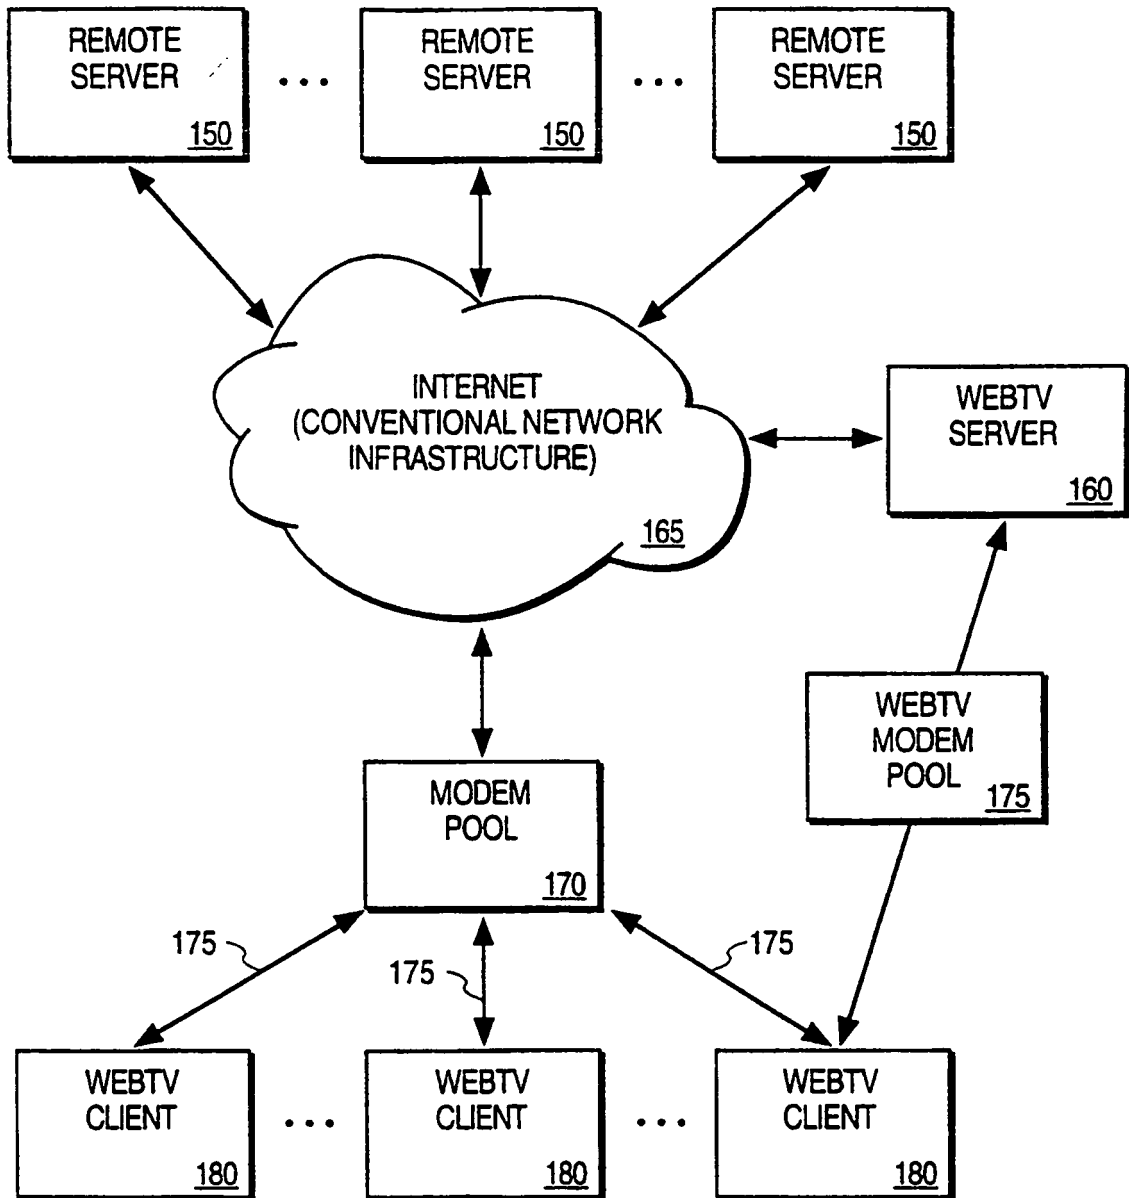 REMOTE
SERVER
150
REMOTE
SERVER
150
REMOTE
SERVER
150
INTERNET
(CONVENTIONAL NETWORK
INFRASTRUCTURE)
165
WEBTV
SERVER
160
WEBTV
MODEM
POOL
175
MODEM
POOL
170
175
175
175
WEBTV
CLIENT
180
WEBTV
CLIENT
180
WEBTV
CLIENT
180